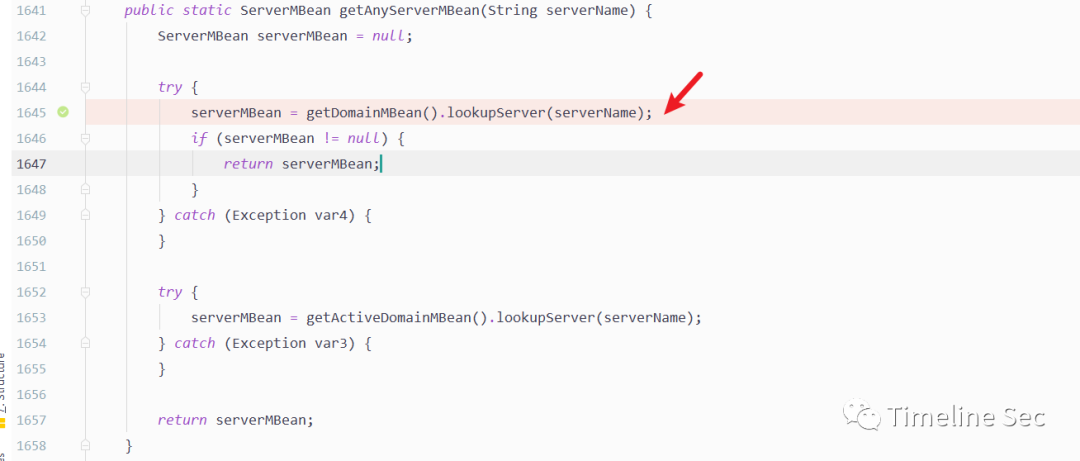 1641 public static ServerMBean getAnyServerMBean(String serverName) {
1642 ServerMBean serverMBean = null;
1643
1644 try {
1645 serverMBean = getDomainMBean().lookupServer(serverName);
1646 if (serverMBean != null) {
1647 return serverMBean;
1648 }
1649 } catch (Exception var4) {
1650 }
1651
1652 try {
1653 serverMBean = getActiveDomainMBean().lookupServer(serverName);
1654 } catch (Exception var3) {
1655 }
1656
1657 return serverMBean;
1658 }
Z: Structure
Timeline Sec